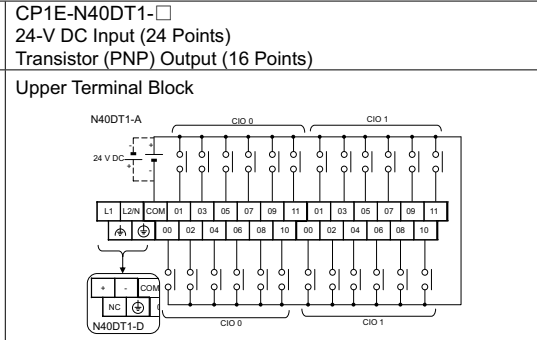 CP1E-N40DT1-□
24-V DC Input (24 Points)
Transistor (PNP) Output (16 Points)
Upper Terminal Block
N40DT1-A
CIO 0
CIO 1
- +
24 V DC
+ -
L1 L2/N COM 01 03 05 07 09 11 01 03 05 07 09 11
00 02 04 06 08 10 00 02 04 06 08 10
+ - COM
NC
N40DT1-D
CIO 0
CIO 1